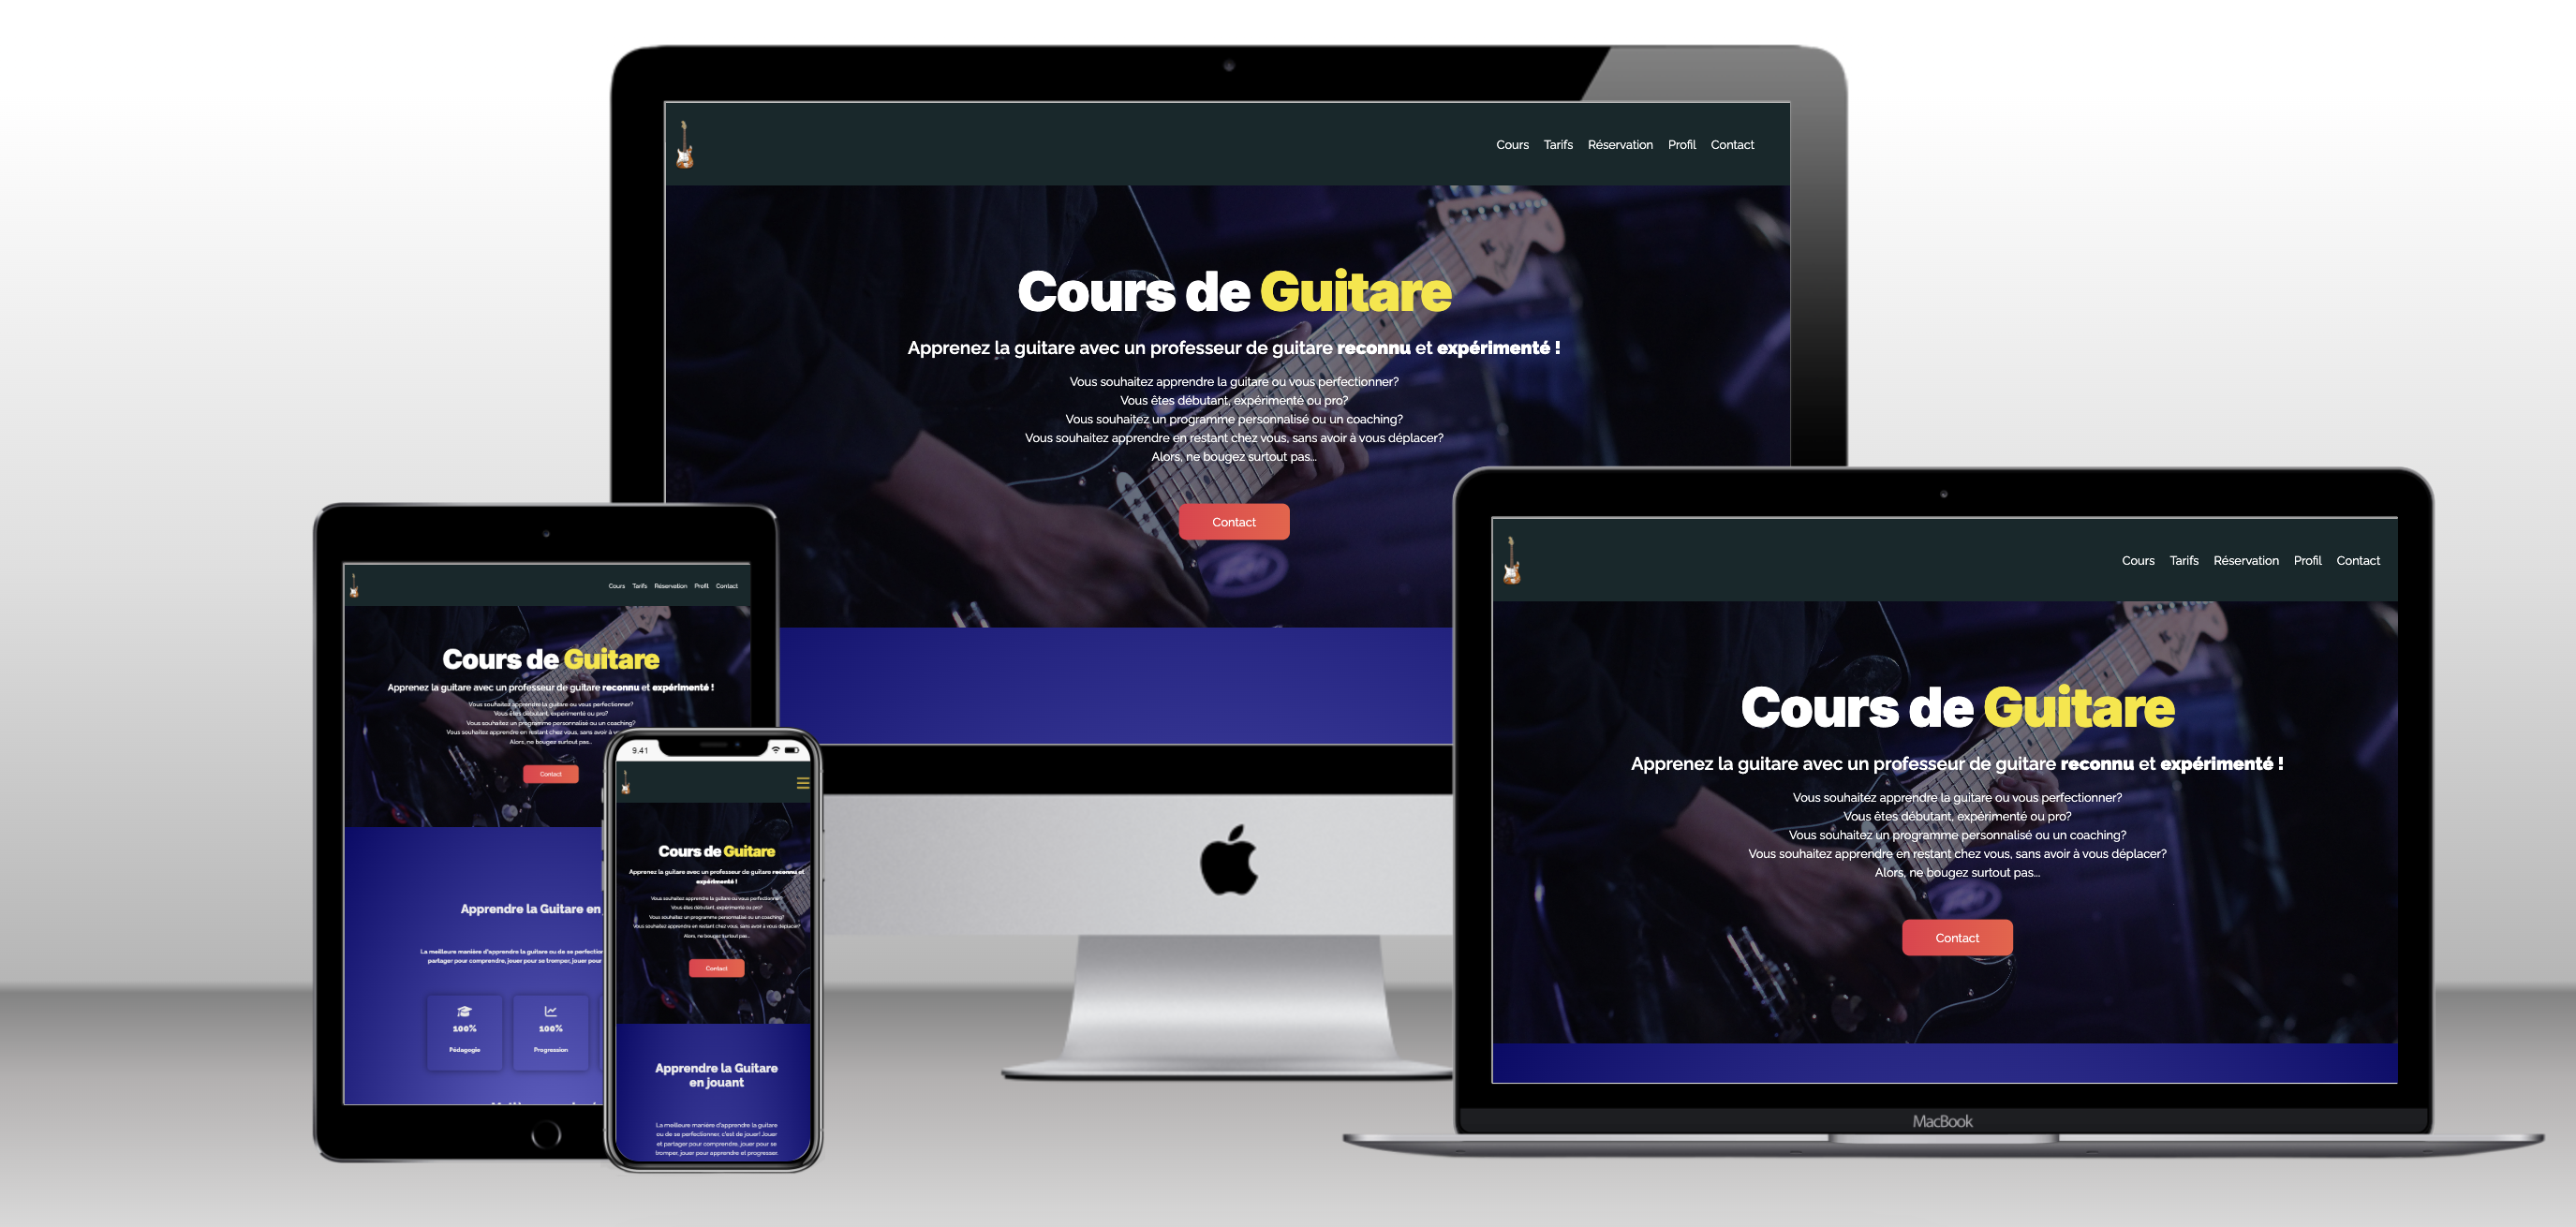 Cours Tarifs Réservation Profil Contact
Cours de Guitare
Apprenez la guitare avec un professeur de guitare reconnu et expérimenté !
Vous souhaitez apprendre la guitare ou vous perfectionner?
Vous êtes débutant, expérimenté ou pro?
Vous souhaitez un programme personnalisé ou un coaching?
Vous souhaitez apprendre en restant chez vous, sans avoir à vous déplacer?
Alors, ne bougez surtout pas...
Contact
Cours Tarifs Réservation Profil Contact
Cours de Guitare
Apprenez la guitare avec un professeur de guitare reconnu et expérimenté !
Vous souhaitez apprendre la guitare ou vous perfectionner?
Vous êtes débutant, expérimenté ou pro?
Vous souhaitez un programme personnalisé ou un coaching?
Vous souhaitez apprendre en restant chez vous, sans avoir à v
Alors, ne bougez surtout pas...
Contact
Apprendre la Guitare en
La meilleure manière d'apprendre la guitare ou de se perfection
partager pour comprendre, jouer pour se tromper, jouer pour
100% 100%
Pédagogie Progression
9.41
Cours de Guitare
Apprenez la guitare avec un professeur de guitare reconnu et
expérimenté !
Vous souhaitez apprendre la guitare ou vous perfectionner?
Vous êtes débutant, expérimenté ou pro?
Vous souhaitez un programme personnalisé ou un coaching?
Vous souhaitez apprendre en restant chez vous, sans avoir à vous déplacer?
Alors, ne bougez surtout pas...
Contact
Apprendre la Guitare
en jouant
La meilleure manière d'apprendre la guitare
ou de se perfectionner, c'est de jouer! Jouer
et partager pour comprendre, jouer pour se
tromper, jouer pour apprendre et progresser.
Cours Tarifs Réservation Profil Contact
Cours de Guitare
Apprenez la guitare avec un professeur de guitare reconnu et expérimenté !
Vous souhaitez apprendre la guitare ou vous perfectionner?
Vous êtes débutant, expérimenté ou pro?
Vous souhaitez un programme personnalisé ou un coaching?
Vous souhaitez apprendre en restant chez vous, sans avoir à vous déplacer?
Alors, ne bougez surtout pas...
Contact
MacBook